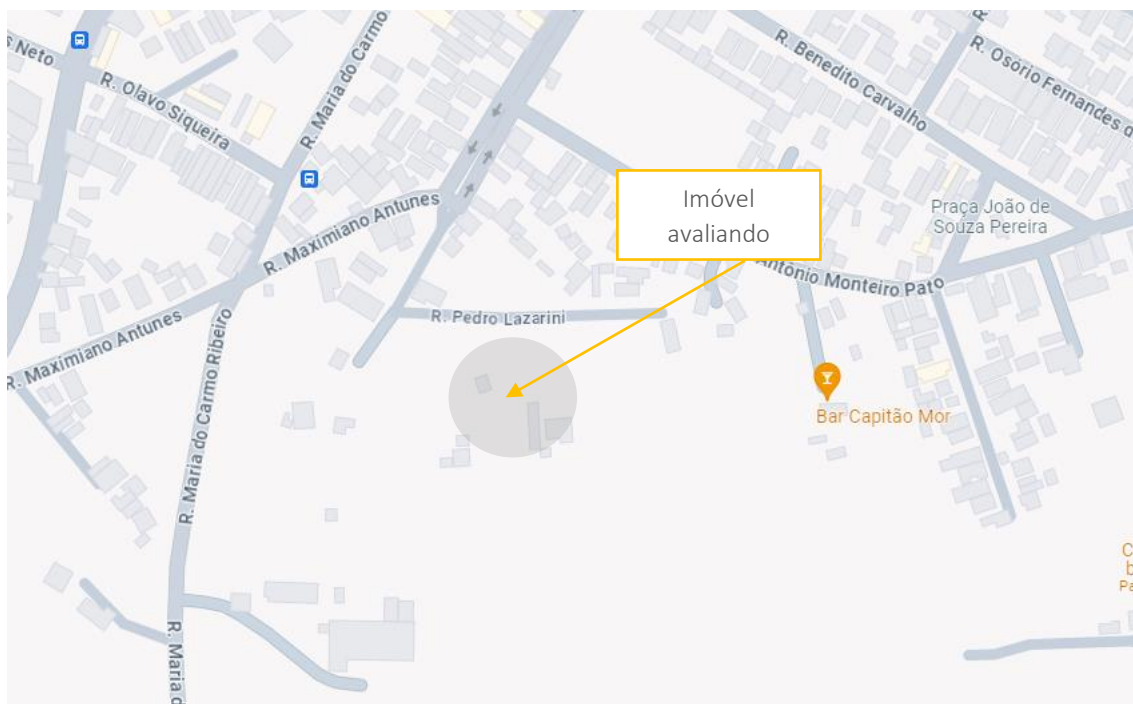 s Neto
R. Olavo Siqueira
R. Maria do Carmo
R. Benedito Carvalho
R. Osório Fernandes d
Imóvel
avaliando
R. Maximiano Antunes
Praça João de
Souza Pereira
Antônio Monteiro Pato
R. Pedro Lazarini
R. Maximiano Antunes
R. Maria do Carmo Ribeiro
Bar Capitão Mor
C
b
Pa
R. Maria d